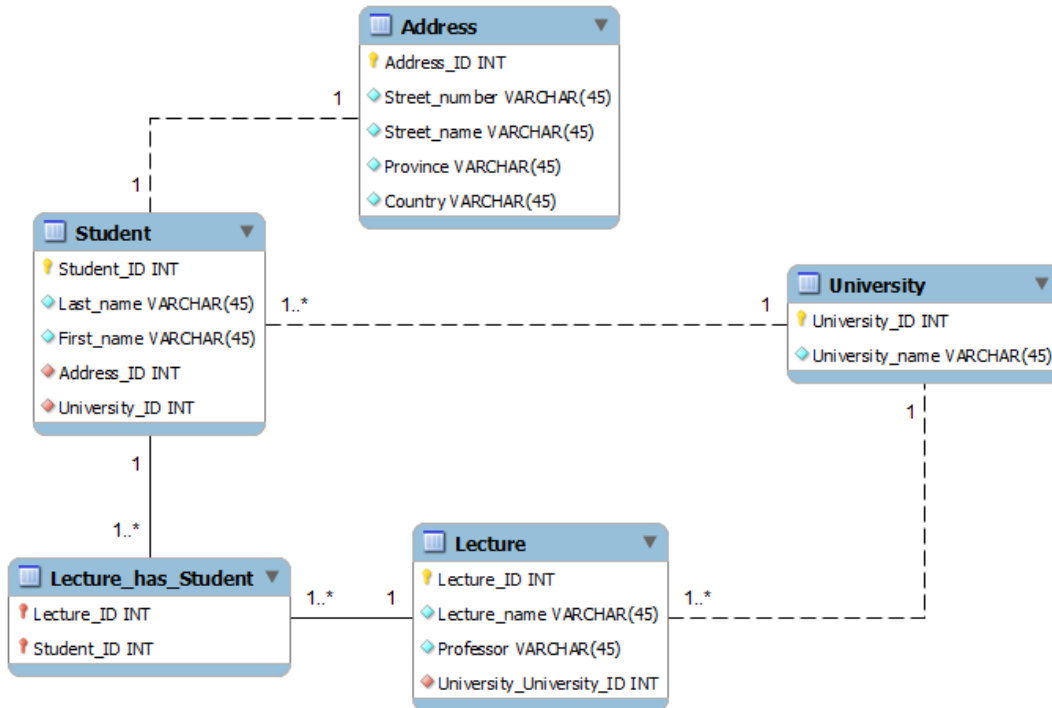 Address
Address_ID INT
Street_number VARCHAR(45)
Street_name VARCHAR(45)
Province VARCHAR(45)
Country VARCHAR(45)
1
1
Student
Student_ID INT
Last_name VARCHAR(45)
First_name VARCHAR(45)
Address_ID INT
University_ID INT
1..*
1
University
University_ID INT
University_name VARCHAR(45)
1
1
1..*
Lecture_has_Student
Lecture_ID INT
Student_ID INT
1..*
1
Lecture
Lecture_ID INT
Lecture_name VARCHAR(45)
Professor VARCHAR(45)
University_University_ID INT
1..*